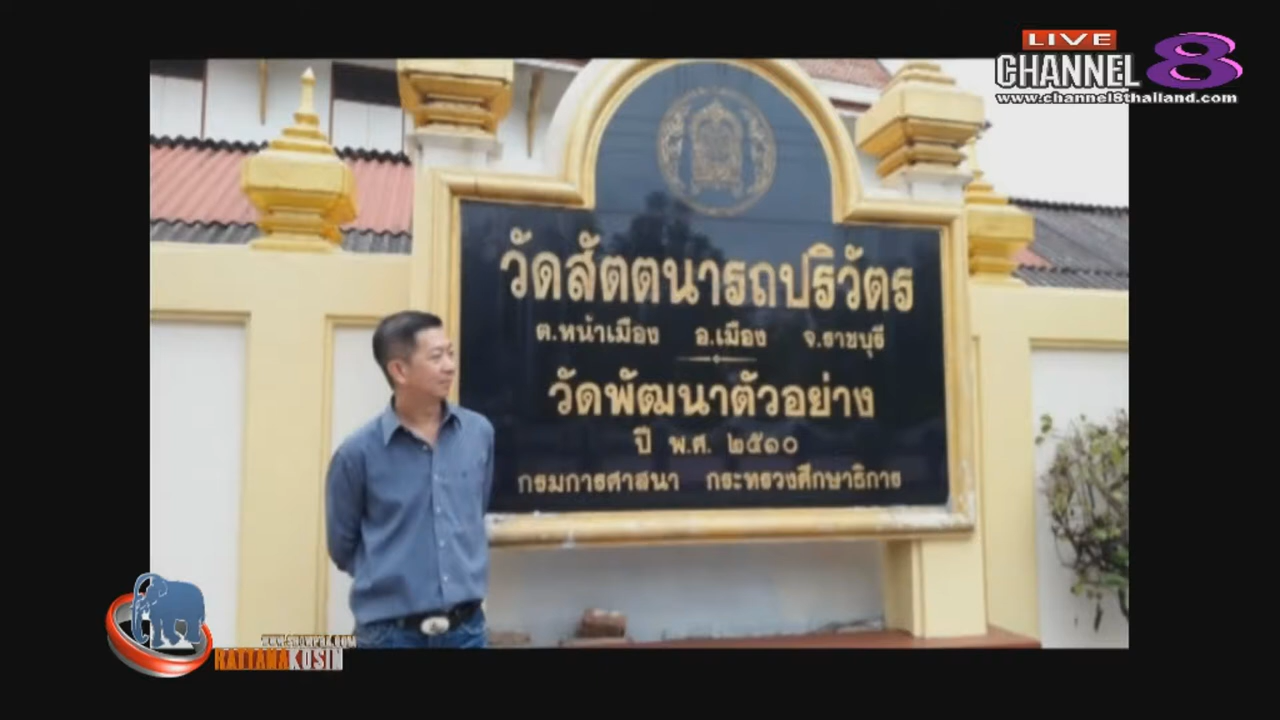 LIVE
CHANNEL 8
www.channel8thailand.com
วัดสัตตนารถปริวัตร
ต.หน้าเมือง อ.เมือง จ.ราชบุรี
วัดพัฒนาตัวอย่าง
ปี พ.ศ. ๒๕๑๐
กรมการศาสนา กระทรวงศึกษาธิการ
RATTANAKOSIN